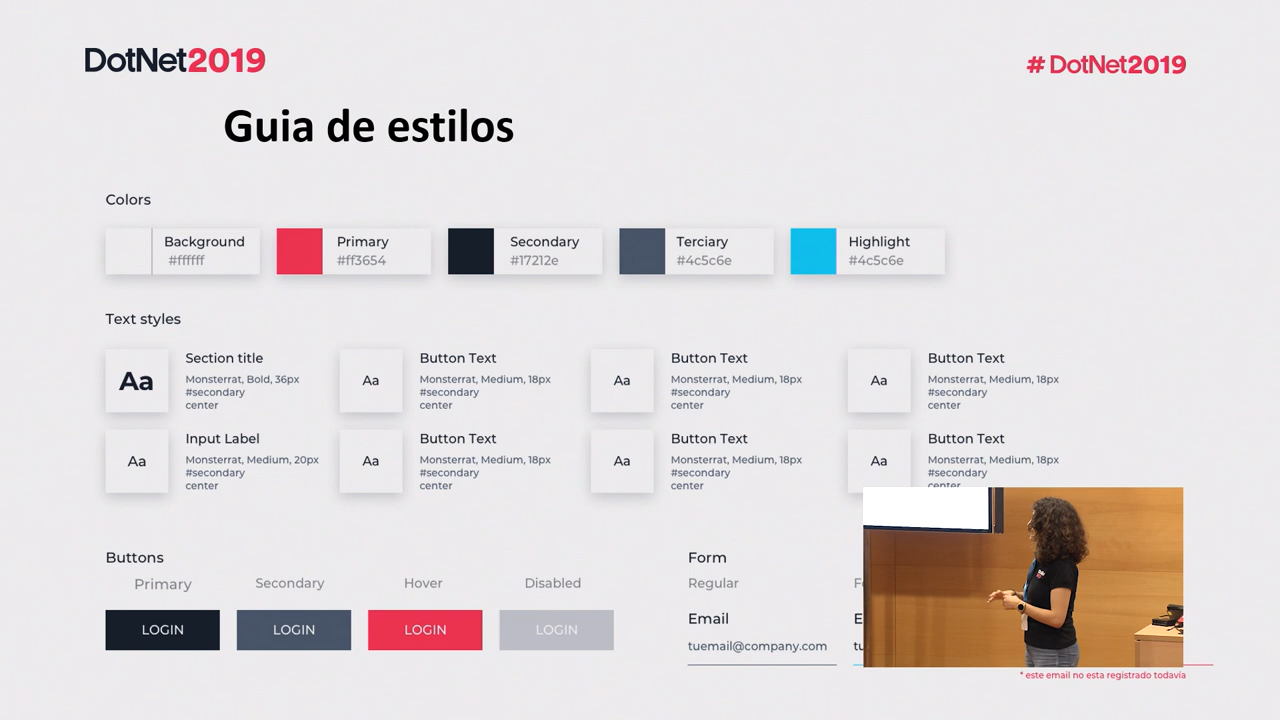 DotNet2019
# DotNet2019
Guia de estilos
Colors
Background
#ffffff
Primary
#ff3654
Secondary
#17212e
Terciary
#4c5c6e
Highlight
#4c5c6e
Text styles
Aa
Section title
Monsterrat, Bold, 36px
#secondary
center
Aa
Button Text
Monsterrat, Medium, 18px
#secondary
center
Aa
Button Text
Monsterrat, Medium, 18px
#secondary
center
Aa
Button Text
Monsterrat, Medium, 18px
#secondary
center
Aa
Input Label
Monsterrat, Medium, 20px
#secondary
center
Aa
Button Text
Monsterrat, Medium, 18px
#secondary
center
Aa
Button Text
Monsterrat, Medium, 18px
#secondary
center
Aa
Button Text
Monsterrat, Medium, 18px
#secondary
center
Buttons
Primary
Secondary
Hover
Disabled
LOGIN
LOGIN
LOGIN
LOGIN
Form
Regular
Email
tuemail@company.com
* este email no esta registrado todavía